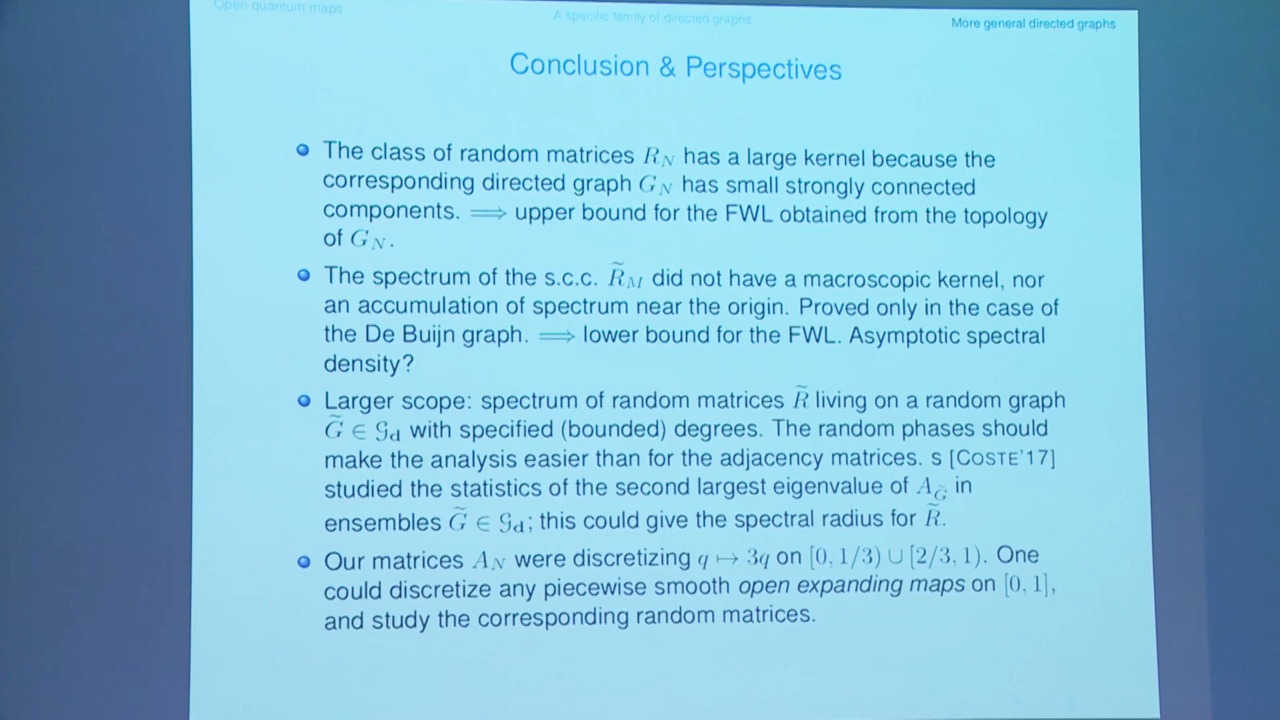 Open quantum maps
A specific family of directed graphs
More general directed graphs
Conclusion & Perspectives
The class of random matrices R_N has a large kernel because the
corresponding directed graph G_N has small strongly connected
components. ⟹ upper bound for the FWL obtained from the topology
of G_N.
The spectrum of the s.c.c. R̃_M did not have a macroscopic kernel, nor
an accumulation of spectrum near the origin. Proved only in the case of
the De Buijn graph. ⟹ lower bound for the FWL. Asymptotic spectral
density?
Larger scope: spectrum of random matrices R̃ living on a random graph
G̃ ∈ 𝒢_d with specified (bounded) degrees. The random phases should
make the analysis easier than for the adjacency matrices. s [COSTE'17]
studied the statistics of the second largest eigenvalue of A_G̃ in
ensembles G̃ ∈ 𝒢_d; this could give the spectral radius for R̃.
Our matrices A_N were discretizing q ↦ 3q on [0, 1/3) ∪ [2/3, 1). One
could discretize any piecewise smooth open expanding maps on [0, 1],
and study the corresponding random matrices.